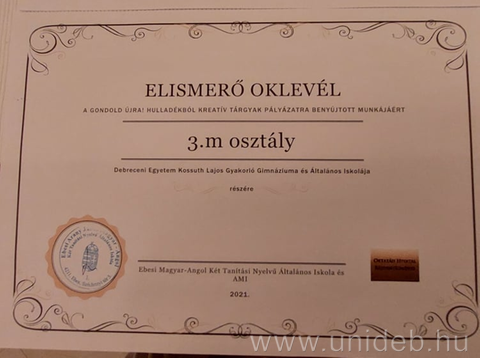 ELISMERŐ OKLEVÉL
A GONDOLD ÚJRA! HULLADÉKBÓL KREATÍV TÁRGYAK PÁLYÁZATRA BENYÚJTOTT MUNKÁJÁÉRT
3.m osztály
Debreceni Egyetem Kossuth Lajos Gyakorló Gimnáziuma és Általános Iskolája
részére
Ebesi Magyar-Angol Két Tanítási Nyelvű Általános Iskola és
AMI
2021.
www.unideb.hu